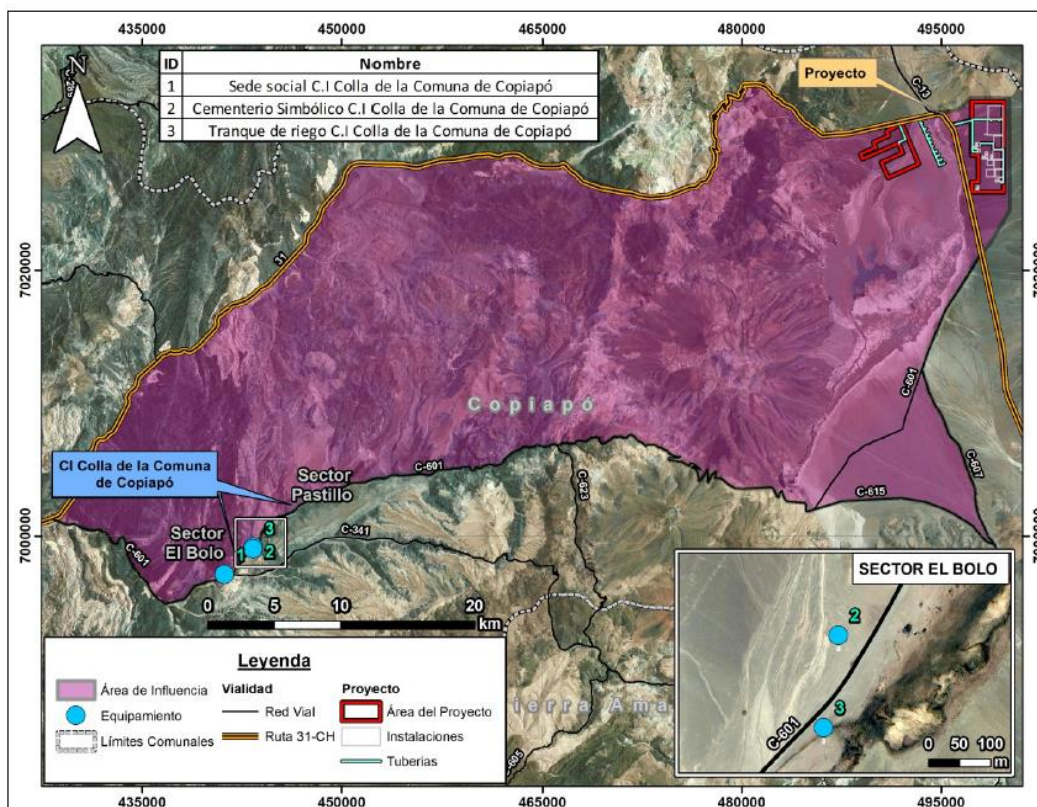 435000 450000 465000 480000 495000
N
ID Nombre
1 Sede social C.I Colla de la Comuna de Copiapó
2 Cementerio Simbólico C.I Colla de la Comuna de Copiapó
3 Tranque de riego C.I Colla de la Comuna de Copiapó
Proyecto
C-13
31
7020000
7020000
C-601
Copiapó
CI Colla de la Comuna
de Copiapó
Sector
Pastillo
C-601
C-623
C-607
C-615
7000000
7000000
Sector
El Bolo
1
3
2
C-341
C-601
0 5 10 20
km
SECTOR EL BOLO
2
3
C-601
0 50 100
m
Leyenda
Área de Influencia
Equipamiento
Límites Comunales
Vialidad
Red Vial
Ruta 31-CH
Proyecto
Área del Proyecto
Instalaciones
Tuberías
C-605
435000 450000 465000 480000 495000